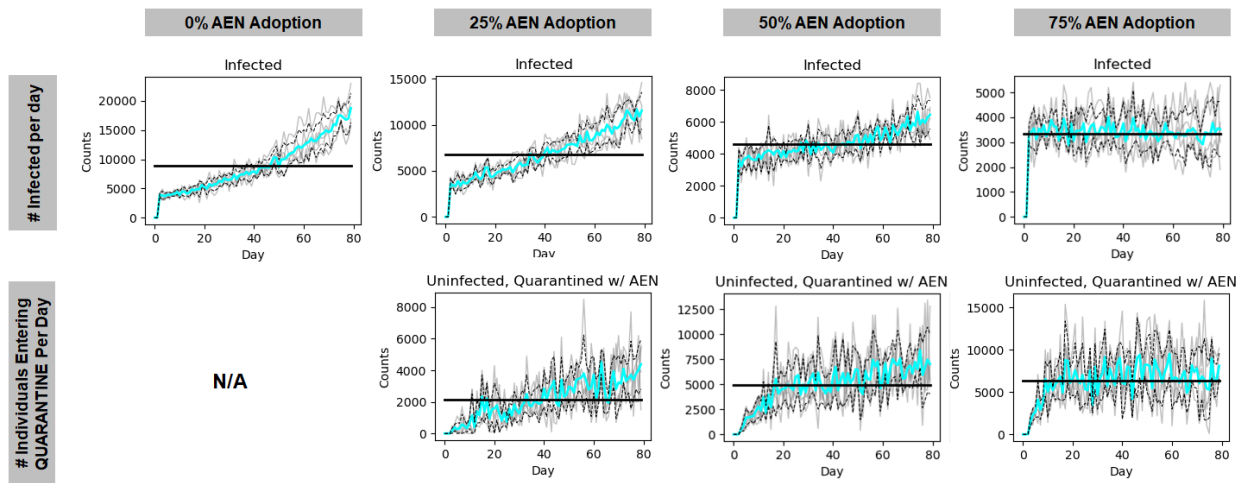 0% AEN Adoption
25% AEN Adoption
50% AEN Adoption
75% AEN Adoption
# Infected per day
Infected
20000
15000
10000
5000
0
Counts
0 20 40 60 80
Day
Infected
15000
12500
10000
7500
5000
2500
0
Counts
0 20 40 60 80
Day
Infected
8000
6000
4000
2000
0
Counts
0 20 40 60 80
Day
Infected
5000
4000
3000
2000
1000
0
Counts
0 20 40 60 80
Day
# Individuals Entering
QUARANTINE Per Day
N/A
Uninfected, Quarantined w/ AEN
8000
6000
4000
2000
0
Counts
0 20 40 60 80
Day
Uninfected, Quarantined w/ AEN
12500
10000
7500
5000
2500
0
Counts
0 20 40 60 80
Day
Uninfected, Quarantined w/ AEN
15000
10000
5000
0
Counts
0 20 40 60 80
Day